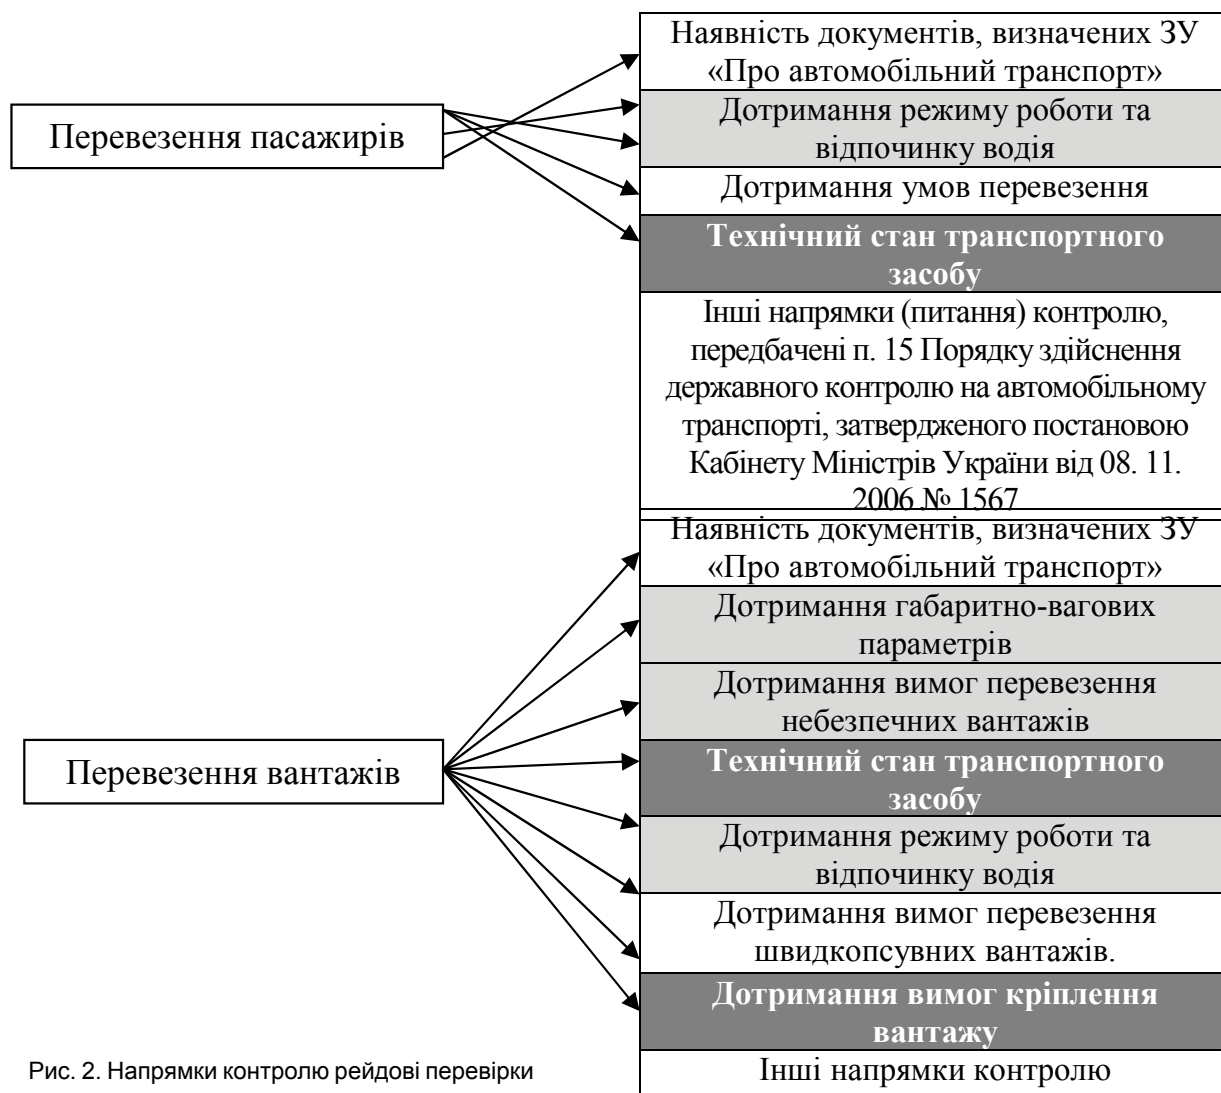 Наявність документів, визначених ЗУ
«Про автомобільний транспорт»
Перевезення пасажирів
Дотримання режиму роботи та
відпочинку водія
Дотримання умов перевезення
Технічний стан транспортного
засобу
Інші напрямки (питання) контролю,
передбачені п. 15 Порядку здійснення
державного контролю на автомобільному
транспорті, затвердженого постановою
Кабінету Міністрів України від 08. 11.
2006 № 1567
Наявність документів, визначених ЗУ
«Про автомобільний транспорт»
Дотримання габаритно-вагових
параметрів
Дотримання вимог перевезення
небезпечних вантажів
Перевезення вантажів
Технічний стан транспортного
засобу
Дотримання режиму роботи та
відпочинку водія
Дотримання вимог перевезення
швидкопсувних вантажів.
Дотримання вимог кріплення
вантажу
Інші напрямки контролю
Рис. 2. Напрямки контролю рейдові перевірки